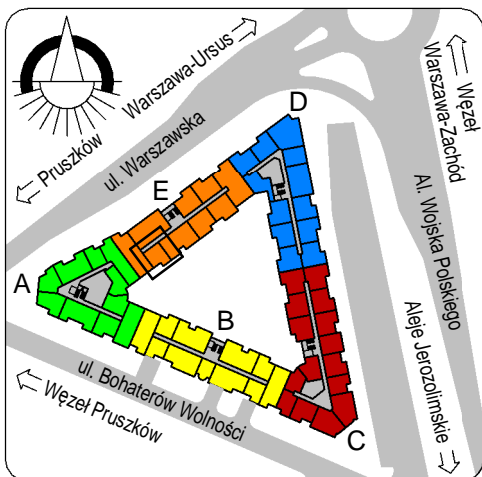 Warszawa-Ursus
Pruszków
ul. Warszawska
Węzeł
Warszawa-Zachód
Al. Wojska Polskiego
Aleje Jerozolimskie
D
E
A
B
C
ul. Bohaterów Wolności
Węzeł Pruszków